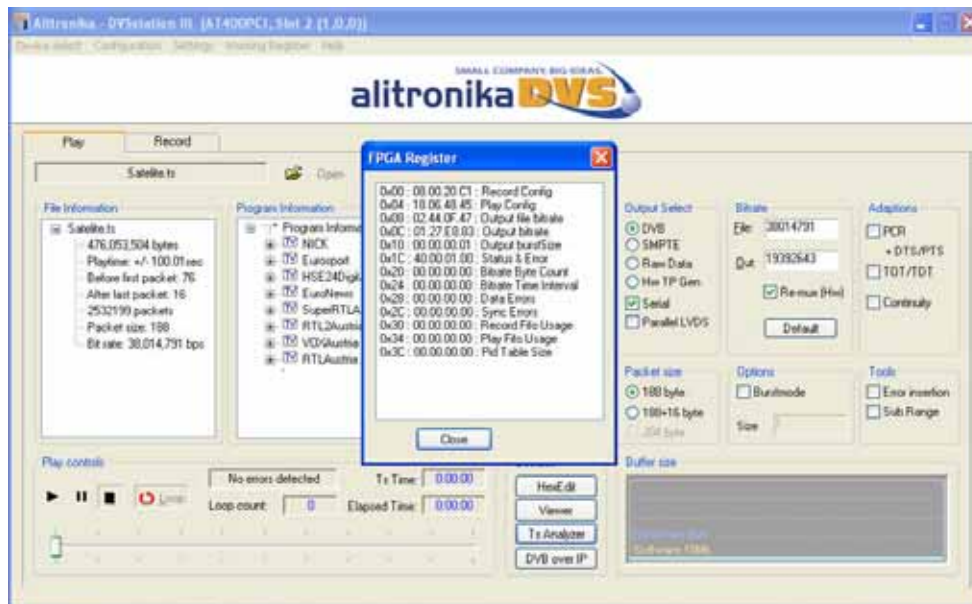 Alitronika - DVStation III (AT400PCI, Slot 2 (1,0,0))
Device select Configuration Settings Register Help
SMALL COMPANY, BIG IDEAS.
alitronika DVS
Play Record
Satelite.ts
Open
File Information
Satelite.ts
476,053,504 bytes
Playtime: +/- 100.01sec
Before first packet: 76
After last packet: 16
2532199 packets
Packet size: 188
Bit rate: 38,014,791 bps
Program Information
Program Informa
NICK
Eurosport
HSE24Digit
EuroNews
SuperRTLA
RTL2Austria
VOXAustria
RTLAustria
FPGA Register
0x00 : 08.00.20.C1 : Record Config
0x04 : 18.06.48.45 : Play Config
0x08 : 02.44.0F.47 : Output file bitrate
0x0C : 01.27.E8.83 : Output bitrate
0x10 : 00.00.00.01 : Output burstSize
0x1C : 40.00.01.00 : Status & Error
0x20 : 00.00.00.00 : Bitrate Byte Count
0x24 : 00.00.00.00 : Bitrate Time Interval
0x28 : 00.00.00.00 : Data Errors
0x2C : 00.00.00.00 : Sync Errors
0x30 : 00.00.00.00 : Record Fifo Usage
0x34 : 00.00.00.00 : Play Fifo Usage
0x3C : 00.00.00.00 : Pid Table Size
Close
Output Select
DVB
SMPTE
Raw Data
Hw TP Gen
Serial
Parallel LVDS
Bitrate
File: 38014791
Out: 19392643
Re-mux (Hw)
Default
Adaptions
PCR
+ DTS/PTS
TOT/TDT
Continuity
Packet size
188 byte
188+16 byte
204 byte
Options
Burstmode
Size
Tools
Error insertion
Sub Range
Play controls
Loop
No errors detected
Loop count: 0
Ts Time: 0:00:00
Elapsed Time: 0:00:00
HexEdit
Viewer
Ts Analyzer
DVB over IP
Buffer size